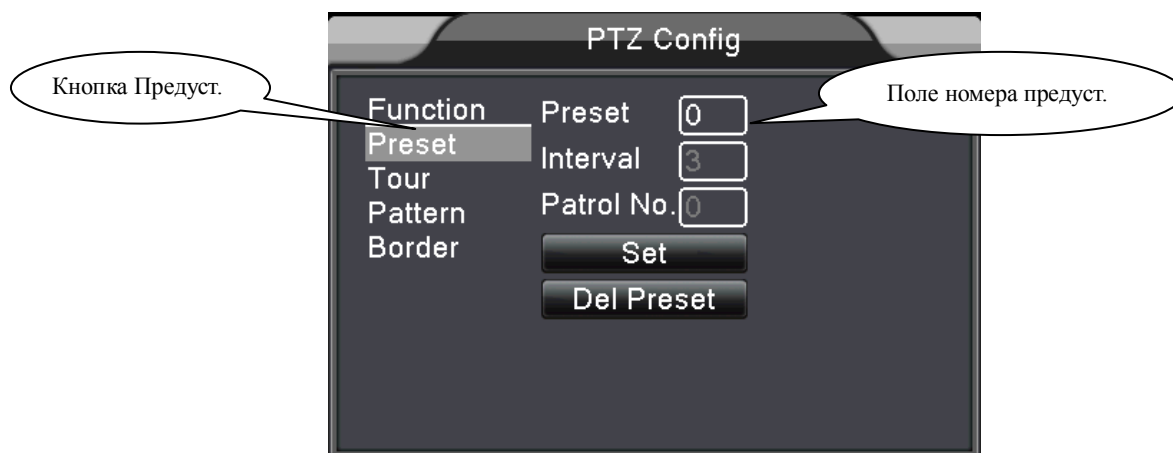 PTZ Config
Кнопка Предуст.
Поле номера предуст.
Function
Preset
Tour
Pattern
Border
Preset 0
Interval 3
Patrol No. 0
Set
Del Preset